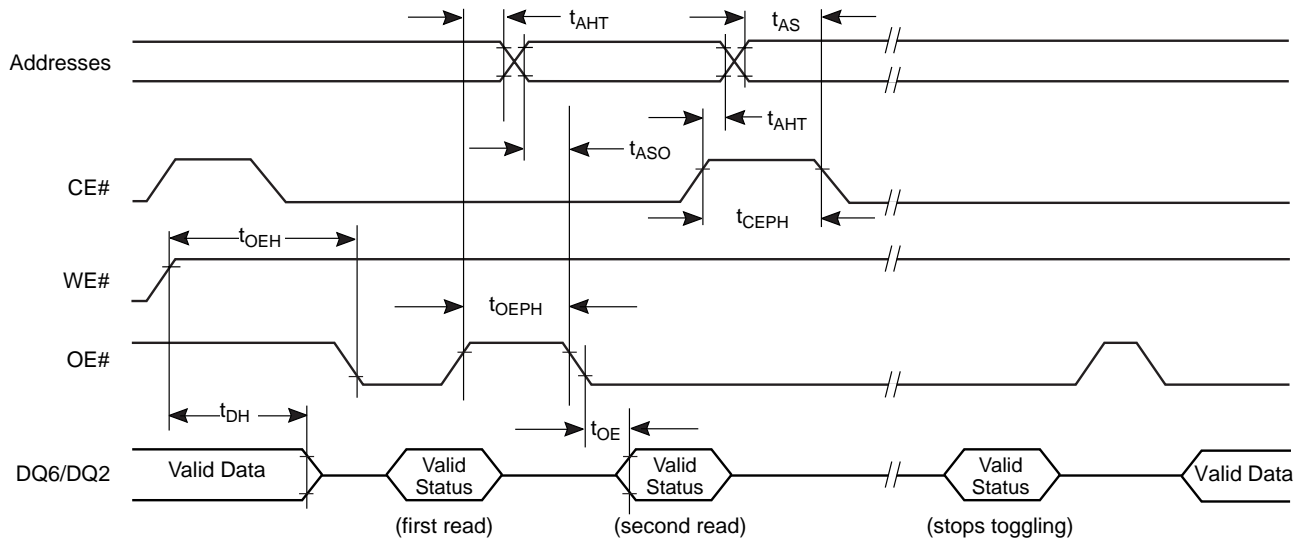 tAHT
tAS
Addresses
tAHT
tASO
CE#
tCEPH
tOEH
WE#
tOEPH
OE#
tDH
tOE
DQ6/DQ2
Valid Data
Valid
Status
Valid
Status
Valid
Status
Valid Data
(first read)
(second read)
(stops toggling)